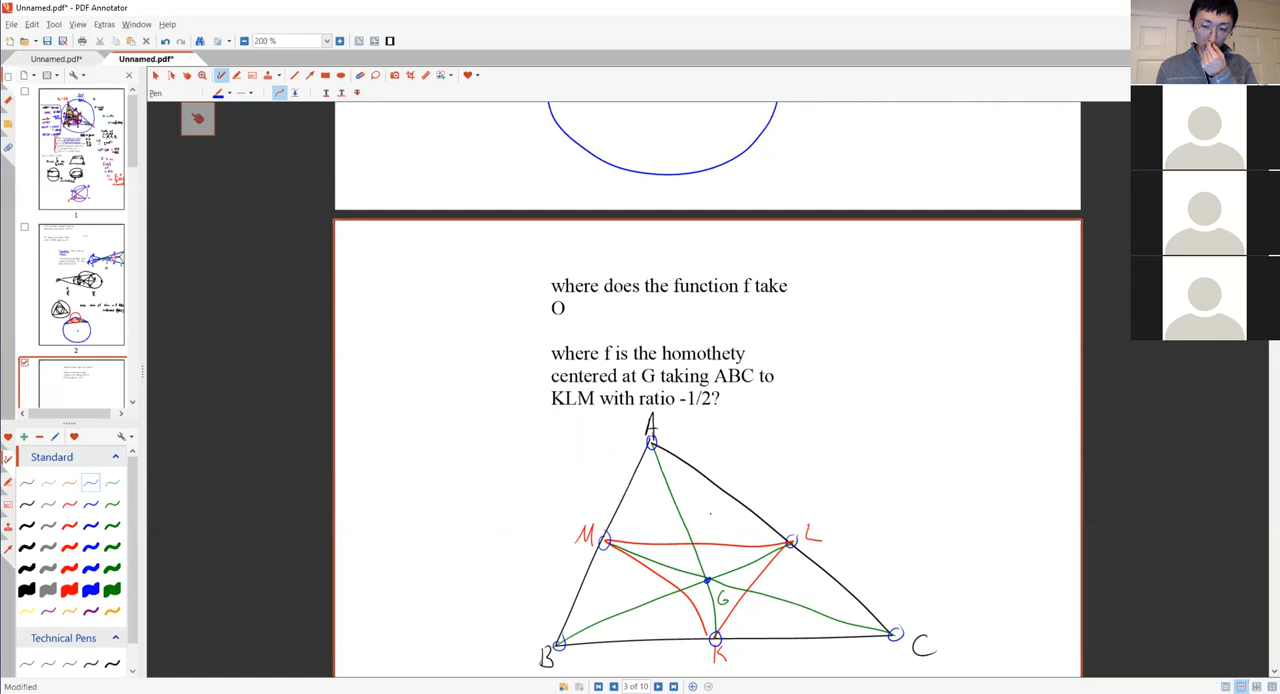 Unnamed.pdf* - PDF Annotator
File Edit Tool View Extras Window Help
200 %
Unnamed.pdf* Unnamed.pdf*
Pen
where does the function f take
O
where f is the homothety
centered at G taking ABC to
KLM with ratio -1/2?
A
M
L
G
B
K
C
1
2
Standard
Technical Pens
Modified
3 of 10